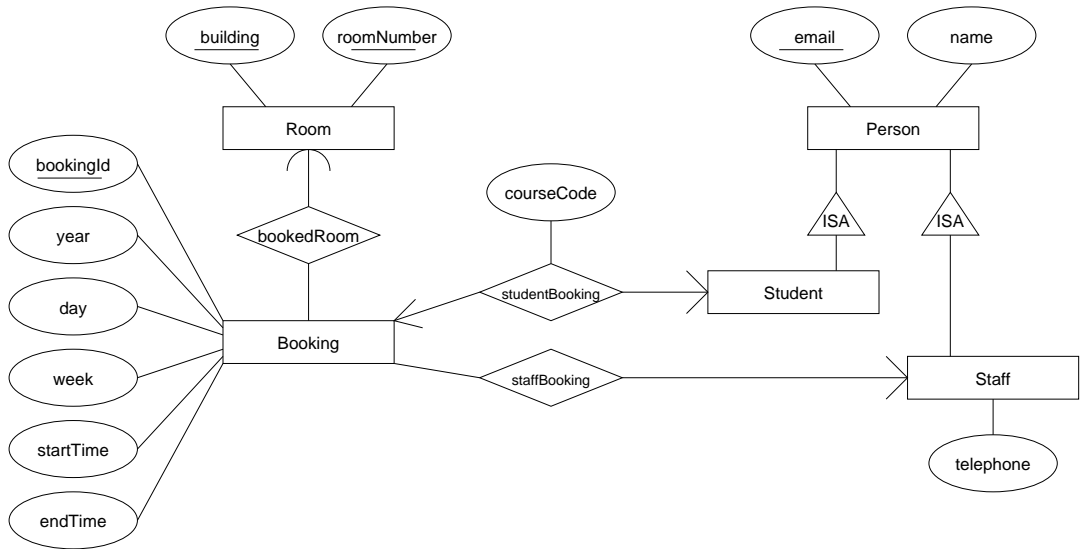 building
roomNumber
email
name
Room
Person
bookingId
courseCode
year
bookedRoom
ISA
ISA
day
studentBooking
Student
Booking
week
staffBooking
Staff
startTime
telephone
endTime